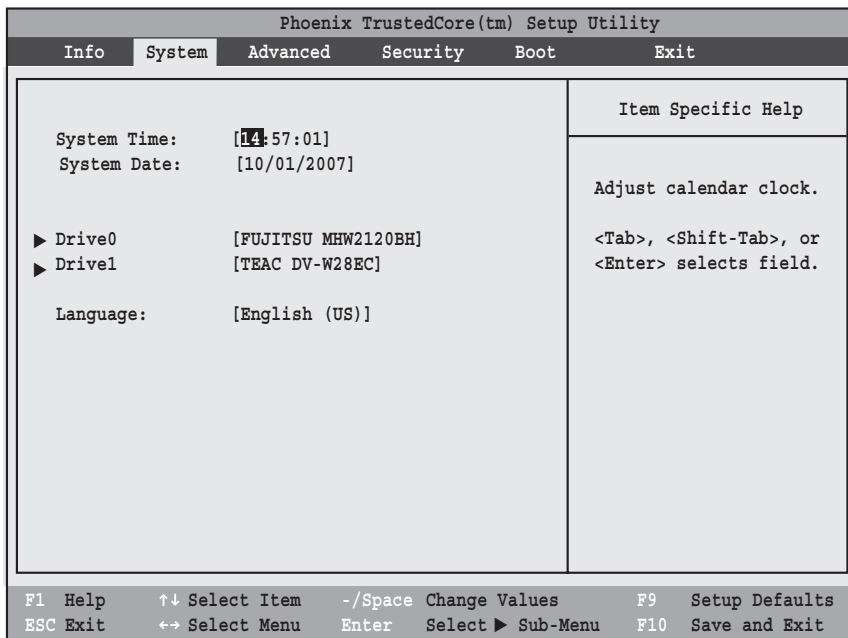 Phoenix TrustedCore(tm) Setup Utility
Info System Advanced Security Boot Exit
System Time: [14:57:01]
System Date: [10/01/2007]
▶ Drive0 [FUJITSU MHW2120BH]
▶ Drive1 [TEAC DV-W28EC]
Language: [English (US)]
Item Specific Help
Adjust calendar clock.
<Tab>, <Shift-Tab>, or
<Enter> selects field.
F1 Help ↑↓ Select Item -/Space Change Values F9 Setup Defaults
ESC Exit ←→ Select Menu Enter Select ▶ Sub-Menu F10 Save and Exit